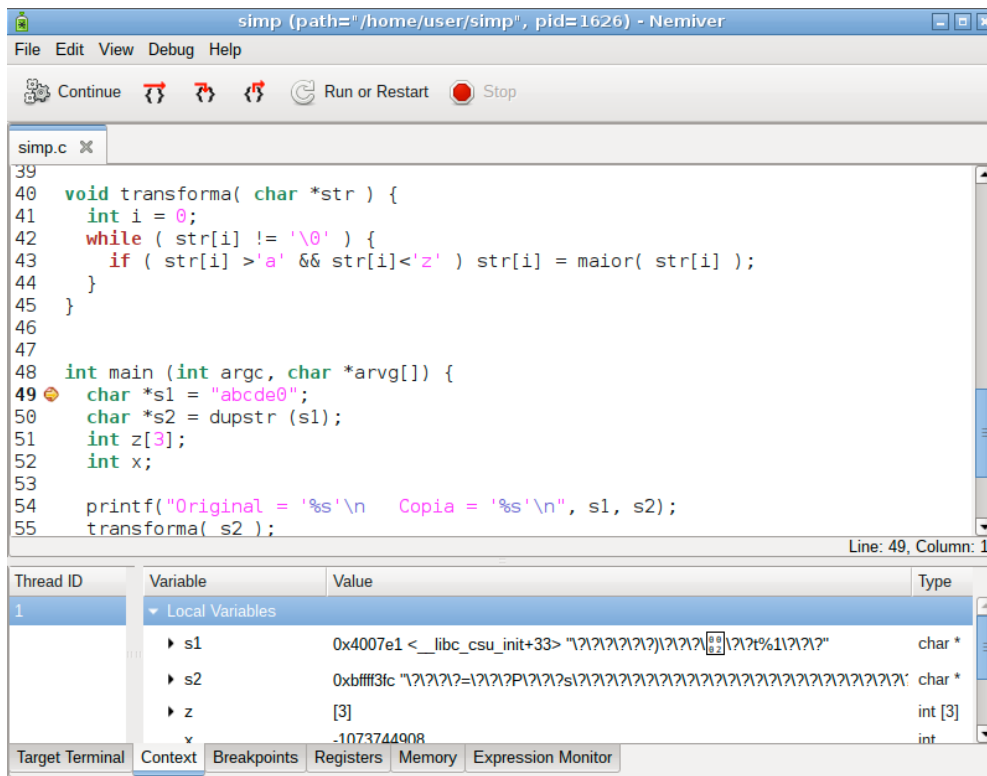 simp (path="/home/user/simp", pid=1626) - Nemiver
File Edit View Debug Help
Continue Run or Restart Stop
simp.c
39
40 void transforma( char *str ) {
41 int i = 0;
42 while ( str[i] != '\0' ) {
43 if ( str[i] >'a' && str[i]<'z' ) str[i] = maior( str[i] );
44 }
45 }
46
47
48 int main (int argc, char *arvg[]) {
49 char *s1 = "abcde0";
50 char *s2 = dupstr (s1);
51 int z[3];
52 int x;
53
54 printf("Original = '%s'\n   Copia = '%s'\n", s1, s2);
55 transforma( s2 );
Line: 49, Column: 1
Thread ID Variable Value Type
1 Local Variables
s1 0x4007e1 <__libc_csu_init+33> "\?\?\?\?\?\?)\?\?\?\\?\?t%1\?\?\?" char *
s2 0xbffff3fc "\?\?\?\?=\?\?\?P\?\?\?s\?\?\?\?\?\?\?\?\?\?\?\?\?\?\?\?\?\?\?\?\?\?\?\?\ char *
z [3] int [3]
x -1073744908 int
Target Terminal Context Breakpoints Registers Memory Expression Monitor